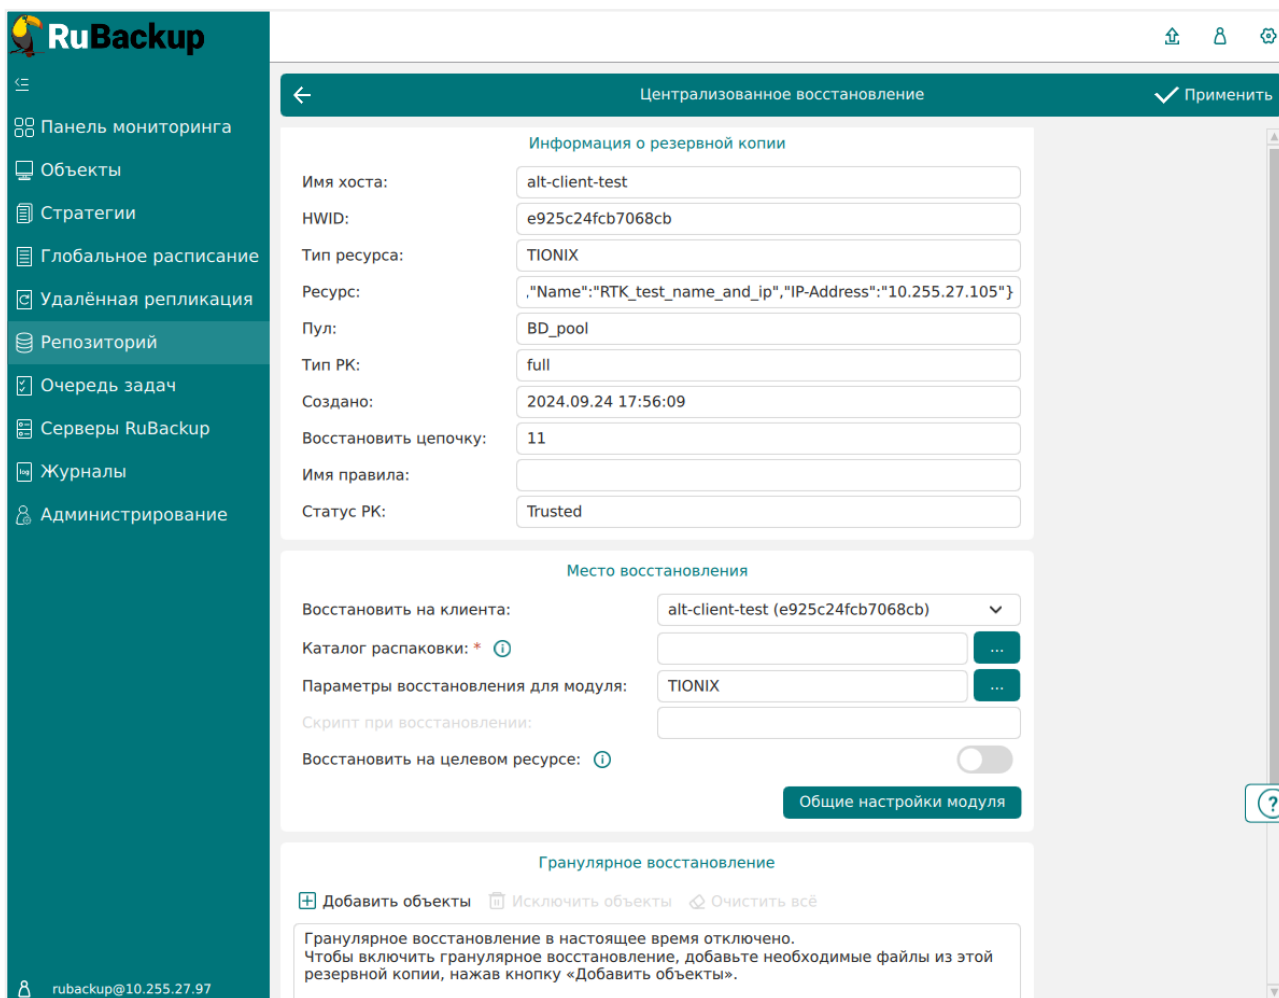 RuBackup
Централизованное восстановление
Применить
Панель мониторинга
Объекты
Стратегии
Глобальное расписание
Удалённая репликация
Репозиторий
Очередь задач
Серверы RuBackup
Журналы
Администрирование
rubackup@10.255.27.97
Информация о резервной копии
Имя хоста: alt-client-test
HWID: e925c24fcb7068cb
Тип ресурса: TIONIX
Ресурс: ,"Name":"RTK_test_name_and_ip","IP-Address":"10.255.27.105"}
Пул: BD_pool
Тип РК: full
Создано: 2024.09.24 17:56:09
Восстановить цепочку: 11
Имя правила:
Статус РК: Trusted
Место восстановления
Восстановить на клиента: alt-client-test (e925c24fcb7068cb)
Каталог распаковки: * ...
Параметры восстановления для модуля: TIONIX ...
Скрипт при восстановлении:
Восстановить на целевом ресурсе:
Общие настройки модуля
Гранулярное восстановление
Добавить объекты Исключить объекты Очистить всё
Гранулярное восстановление в настоящее время отключено.
Чтобы включить гранулярное восстановление, добавьте необходимые файлы из этой
резервной копии, нажав кнопку «Добавить объекты».